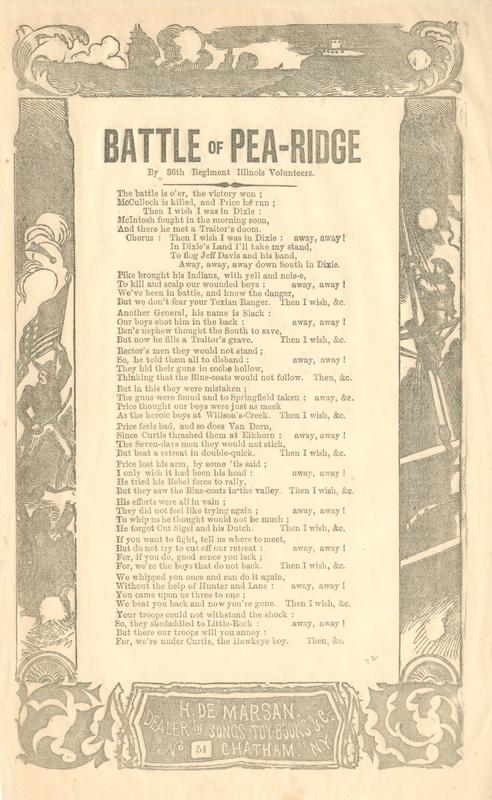 BATTLE OF PEA-RIDGE
By 36th Regiment Illinois Volunteers.
The battle is o'er, the victory won ;
McCulloch is killed, and Price he run ;
Then I wish I was in Dixie :
McIntosh fought in the morning soon,
And there he met a Traitor's doom.
Chorus : Then I wish I was in Dixie : away, away!
In Dixie's Land I'll take my stand,
To flog Jeff Davis and his band,
Away, away, away down South in Dixie.
Pike brought his Indians, with yell and nois-e,
To kill and scalp our wounded boys : away, away !
We've been in battle, and know the danger,
But we don't fear your Texian Ranger. Then I wish, &c.
Another General, his name is Slack :
Our boys shot him in the back : away, away !
Ben's nephew thought the South to save,
But now he fills a Traitor's grave. Then I wish, &c.
Rector's men they would not stand ;
So, he told them all to disband : away, away !
They hid their guns in coche hollow,
Thinking that the Blue-coats would not follow. Then, &c.
But in this they were mistaken ;
The guns were found and to Springfield taken : away, &c.
Price thought our boys were just as meek
As the heroic boys at Willson's-Creek. Then I wish, &c.
Price feels bad, and so does Van Dorn,
Since Curtis thrashed them at Elkhorn : away, away !
The Seven-days men they would not stick,
But beat a retreat in double-quick. Then I wish, &c.
Price lost his arm, by some 'tis said ;
I only wish it had been his head : away, away !
He tried his Rebel force to rally,
But they saw the Blue-coats in the valley. Then I wish, &c.
His efforts were all in vain ;
They did not feel like trying again ; away, away !
To whip us he thought would not be much ;
He forgot Cut Sigel and his Dutch. Then I wish, &c.
If you want to fight, tell us where to meet,
But do not try to cut off our retreat : away, away !
For, if you do, good sence you lack ;
For, we're the boys that do not back. Then I wish, &c.
We whipped you once and can do it again,
Without the help of Hunter and Lane : away, away !
You came upon us three to one ;
We beat you back and now you're gone. Then I wish, &c.
Your troops could not withstand the shock :
So, they skedaddled to Little-Rock : away, away !
But there our troops will you annoy :
For, we're under Curtis, the Hawkeye boy. Then, &c.
H. DE MARSAN.
DEALER IN SONGS, TOY-BOOKS &C.
No 54 CHATHAM. ST NY.